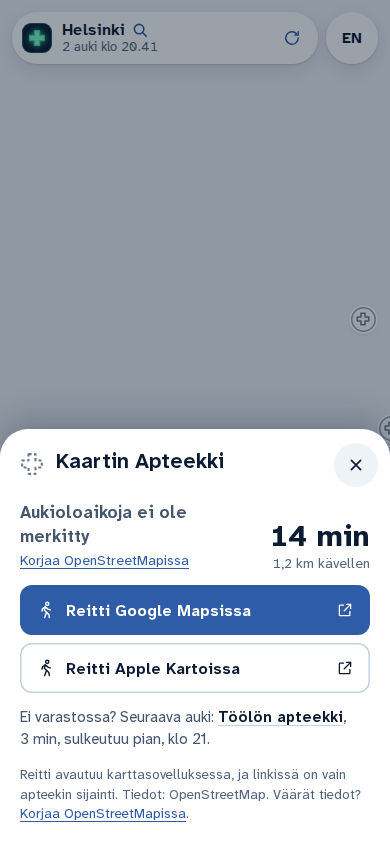 Helsinki
2 auki klo 20.41
EN
Kaartin Apteekki
Aukioloaikoja ei ole
merkitty
Korjaa OpenStreetMapissa
14 min
1,2 km kävellen
Reitti Google Mapsissa
Reitti Apple Kartoissa
Ei varastossa? Seuraava auki: Töölön apteekki,
3 min, sulkeutuu pian, klo 21.
Reitti avautuu karttasovelluksessa, ja linkissä on vain
apteekin sijainti. Tiedot: OpenStreetMap. Väärät tiedot?
Korjaa OpenStreetMapissa.